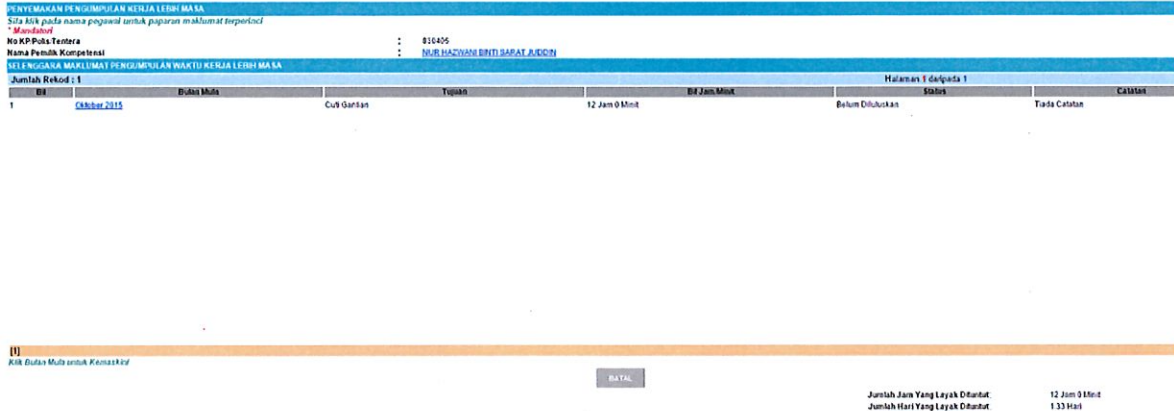 PENYEMAKAN PENGUMPULAN KERJA LEBIH MASA
Sila klik pada nama pegawai untuk paparan maklumat terperinci
* Mandatori
No KP/Polis/Tentera : 830405
Nama Pemilik Kompetensi : NUR HAZWANI BINTI SARAT JUDDIN
SELENGGARA MAKLUMAT PENGUMPULAN WAKTU KERJA LEBIH MASA
Jumlah Rekod : 1 Halaman 1 daripada 1
Bil Bulan Mula Tujuan Bil Jam/Minit Status Catatan
1 Oktober 2015 Cuti Gantian 12 Jam 0 Minit Belum Diluluskan Tiada Catatan
[1]
Klik Bulan Mula untuk Kemaskini
BATAL
Jumlah Jam Yang Layak Dituntut: 12 Jam 0 Minit
Jumlah Hari Yang Layak Dituntut: 1.33 Hari